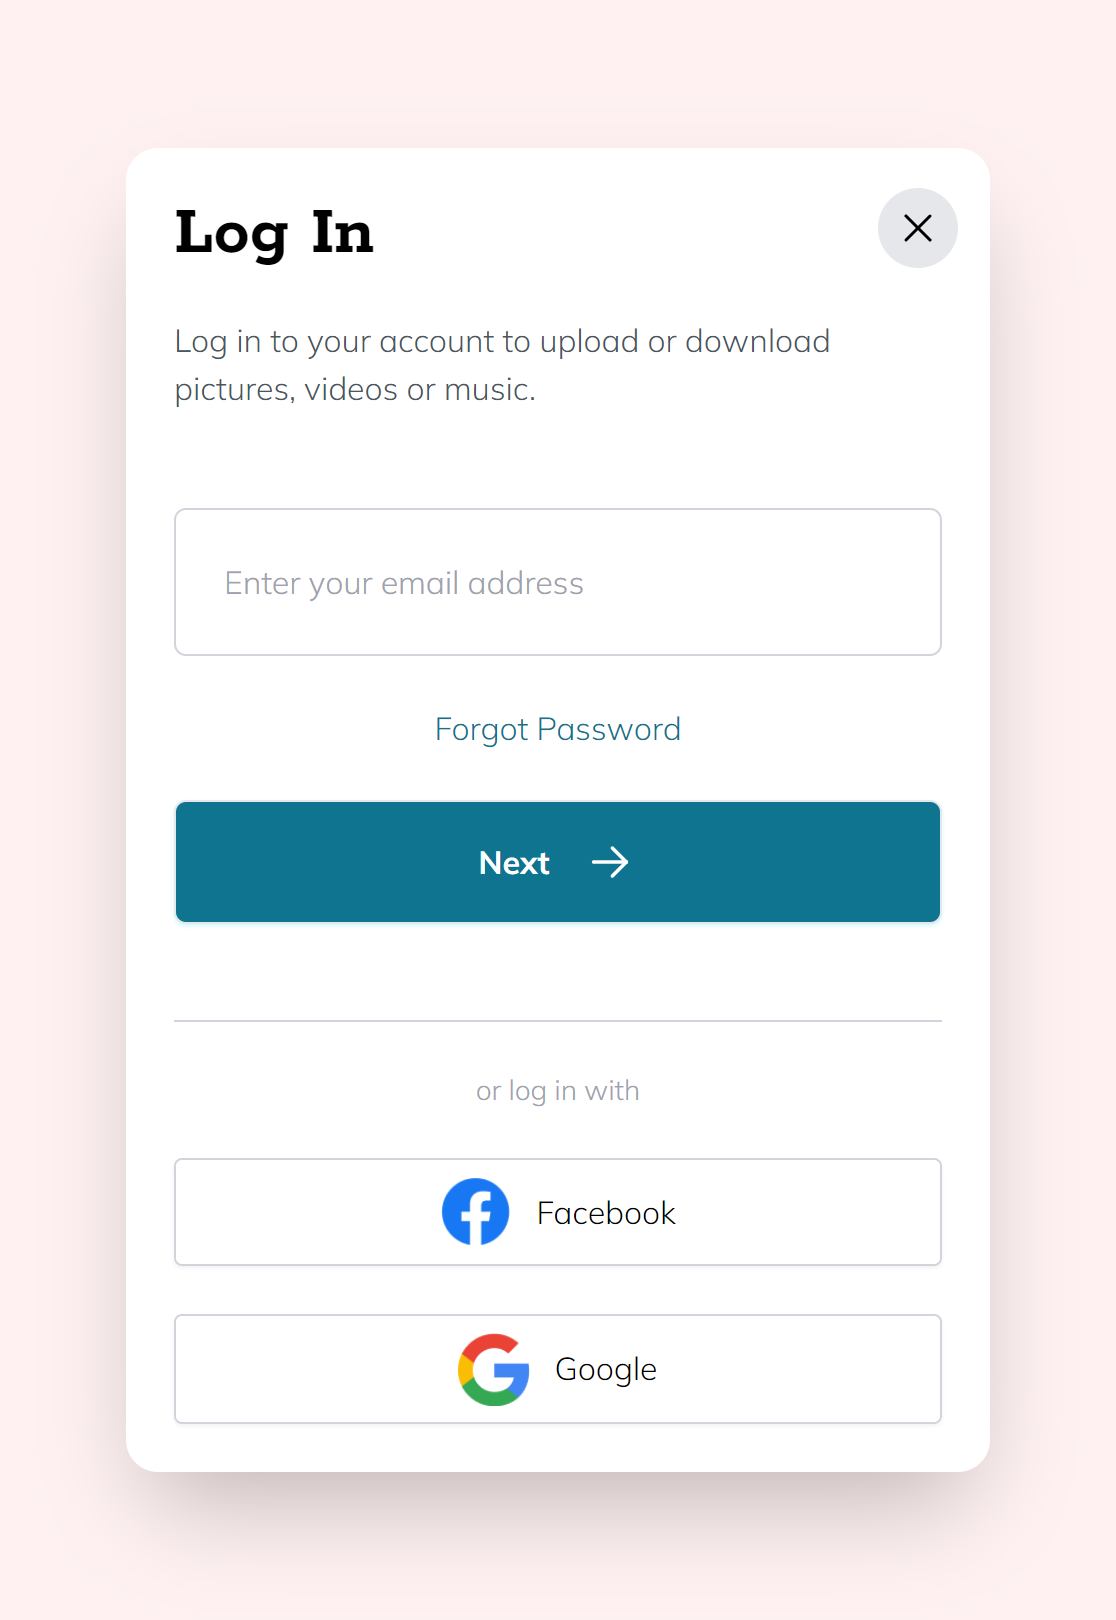 Log In
Log in to your account to upload or download
pictures, videos or music.
Enter your email address
Forgot Password
Next
or log in with
Facebook
Google